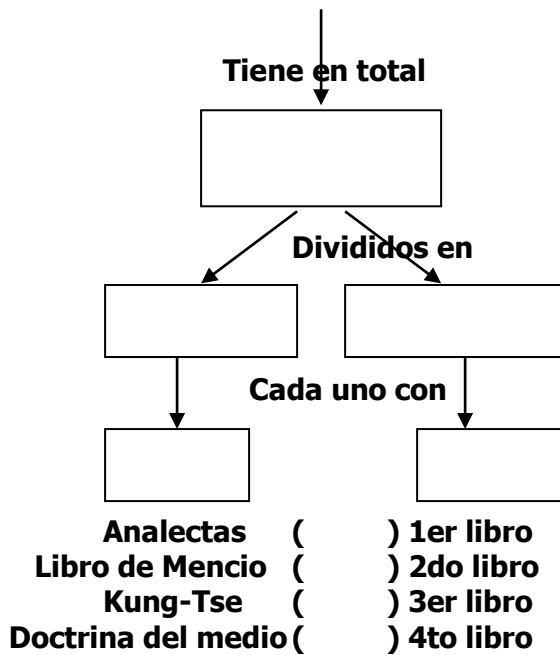 Tiene en total
Divididos en
Cada uno con
Analectas ( ) 1er libro
Libro de Mencio ( ) 2do libro
Kung-Tse ( ) 3er libro
Doctrina del medio ( ) 4to libro